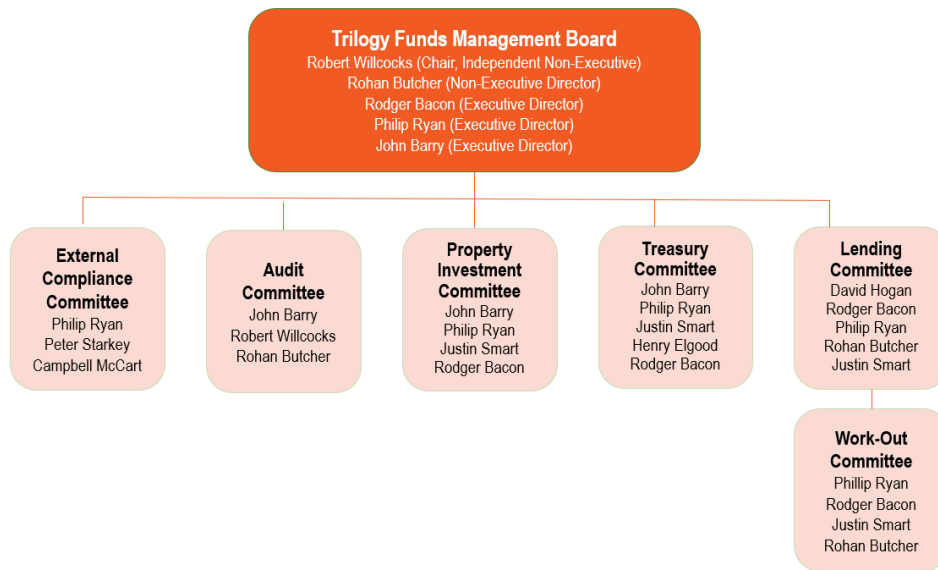 Trilogy Funds Management Board
Robert Willcocks (Chair, Independent Non-Executive)
Rohan Butcher (Non-Executive Director)
Rodger Bacon (Executive Director)
Philip Ryan (Executive Director)
John Barry (Executive Director)
External
Compliance
Committee
Philip Ryan
Peter Starkey
Campbell McCart
Audit
Committee
John Barry
Robert Willcocks
Rohan Butcher
Property
Investment
Committee
John Barry
Philip Ryan
Justin Smart
Rodger Bacon
Treasury
Committee
John Barry
Philip Ryan
Justin Smart
Henry Elgood
Rodger Bacon
Lending
Committee
David Hogan
Rodger Bacon
Philip Ryan
Rohan Butcher
Justin Smart
Work-Out
Committee
Phillip Ryan
Rodger Bacon
Justin Smart
Rohan Butcher